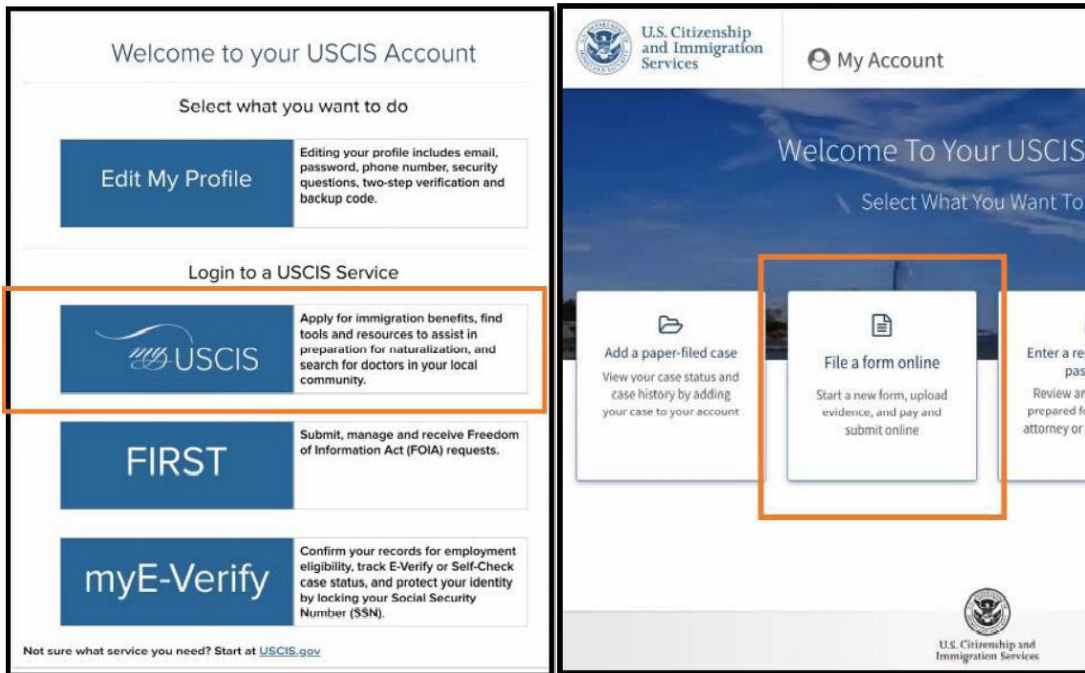 Welcome to your USCIS Account
Select what you want to do
Edit My Profile
Editing your profile includes email,
password, phone number, security
questions, two-step verification and
backup code.
Login to a USCIS Service
my USCIS
Apply for immigration benefits, find
tools and resources to assist in
preparation for naturalization, and
search for doctors in your local
community.
FIRST
Submit, manage and receive Freedom
of Information Act (FOIA) requests.
myE-Verify
Confirm your records for employment
eligibility, track E-Verify or Self-Check
case status, and protect your identity
by locking your Social Security
Number (SSN).
Not sure what service you need? Start at USCIS.gov
U.S. Citizenship
and Immigration
Services
My Account
Welcome To Your USCIS
Select What You Want To
Add a paper-filed case
View your case status and
case history by adding
your case to your account
File a form online
Start a new form, upload
evidence, and pay and
submit online
Enter a re
pas
Review an
prepared fo
attorney or
U.S. Citizenship and
Immigration Services